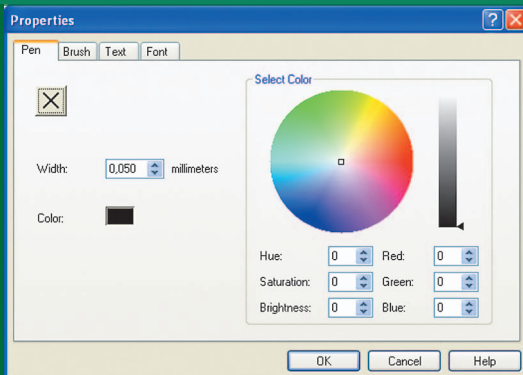 Properties
Pen Brush Text Font
Select Color
Width: 0,050 millimeters
Color:
Hue: 0 Red: 0
Saturation: 0 Green: 0
Brightness: 0 Blue: 0
OK Cancel Help